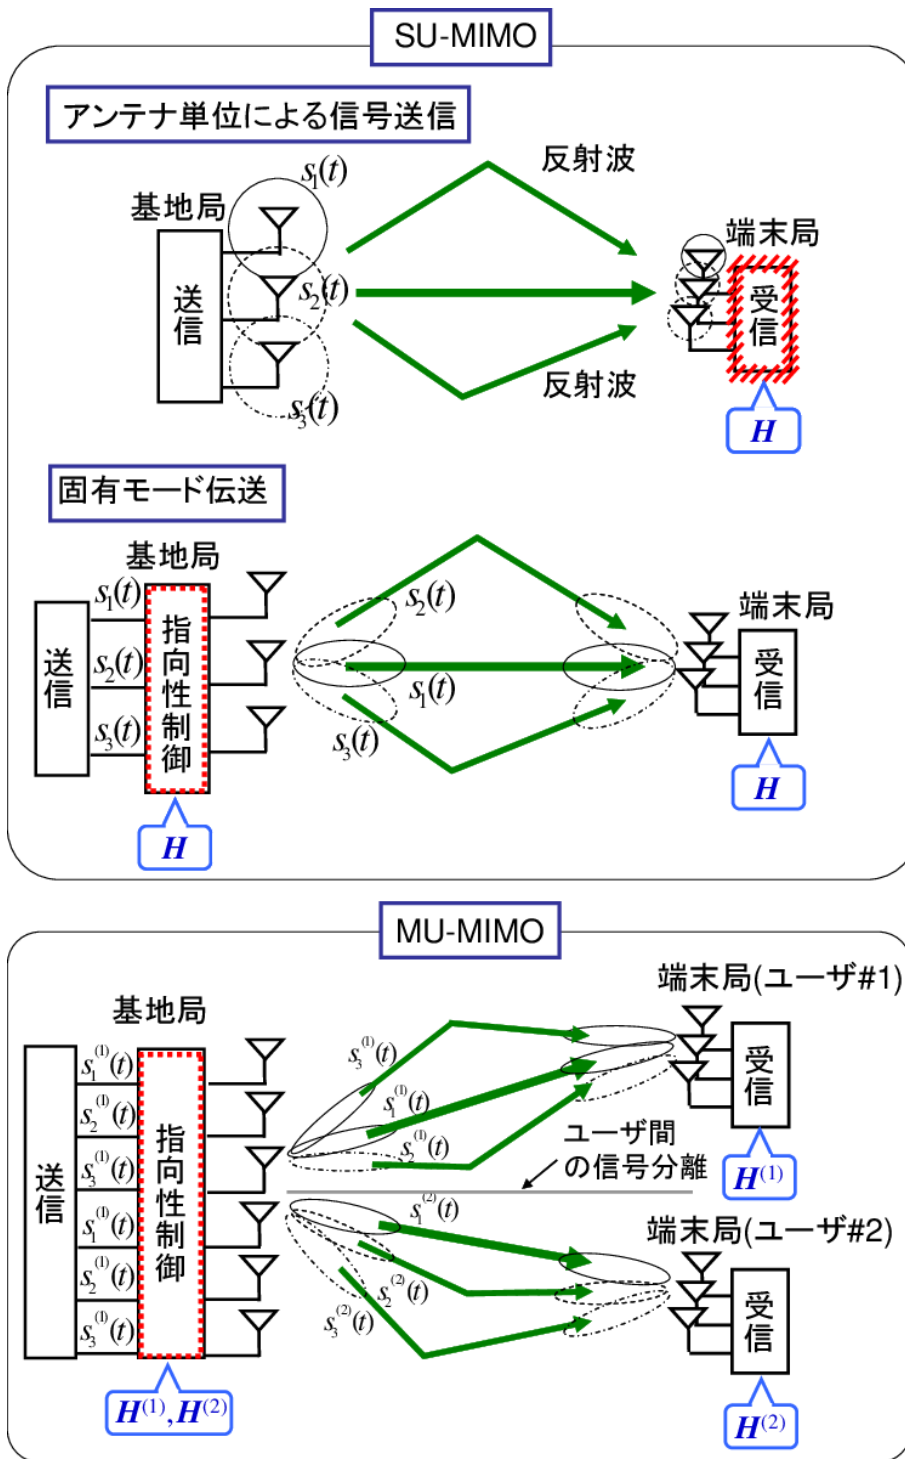 SU-MIMO
アンテナ単位による信号送信
基地局
s₁(t)
反射波
端末局
送信
s₂(t)
受信
s₃(t)
反射波
H
固有モード伝送
基地局
端末局
送信
s₁(t)
s₂(t)
s₃(t)
指向性制御
s₂(t)
s₁(t)
s₃(t)
受信
H
H
MU-MIMO
端末局(ユーザ#1)
基地局
送信
s₁⁽¹⁾(t)
s₂⁽¹⁾(t)
s₃⁽¹⁾(t)
s₁⁽¹⁾(t)
s₂⁽¹⁾(t)
s₃⁽¹⁾(t)
指向性制御
s₃⁽¹⁾(t)
s₁⁽¹⁾(t)
s₂⁽¹⁾(t)
受信
ユーザ間
の信号分離
H⁽¹⁾
s₁⁽²⁾(t)
s₂⁽²⁾(t)
s₃⁽²⁾(t)
端末局(ユーザ#2)
受信
H⁽¹⁾,H⁽²⁾
H⁽²⁾